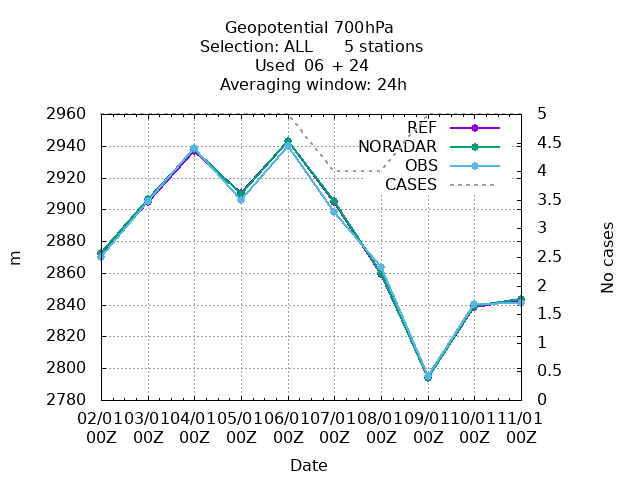 Geopotential 700hPa
Selection: ALL      5 stations
Used  06 + 24
Averaging window: 24h
2960
2940
2920
2900
2880
2860
2840
2820
2800
2780
m
REF
NORADAR
OBS
CASES
5
4.5
4
3.5
3
2.5
2
1.5
1
0.5
0
No cases
02/01 03/01 04/01 05/01 06/01 07/01 08/01 09/01 10/01 11/01
00Z 00Z 00Z 00Z 00Z 00Z 00Z 00Z 00Z 00Z
Date